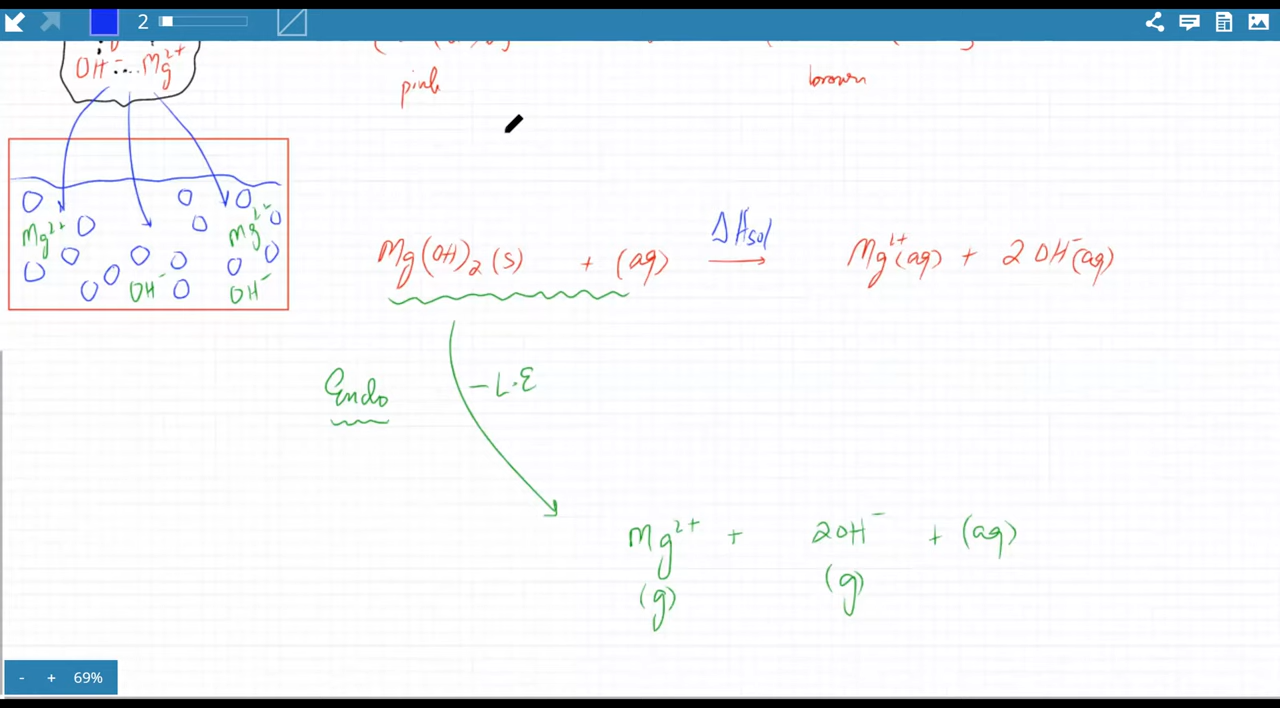 2
OH⁻ ... Mg²⁺
pink
brown
ΔHsol
Mg(OH)₂(s) + (aq) → Mg²⁺(aq) + 2OH⁻(aq)
Mg²⁺ Mg²⁺
OH⁻ OH⁻
Endo
-L.E
Mg²⁺ + 2OH⁻ + (aq)
(g) (g)
- + 69%